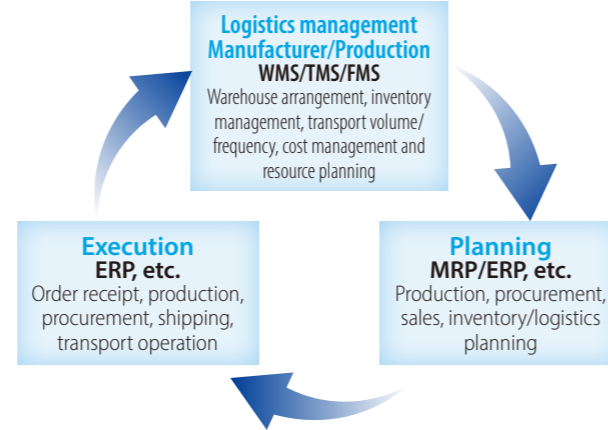 Logistics management
Manufacturer/Production
WMS/TMS/FMS
Warehouse arrangement, inventory
management, transport volume/
frequency, cost management and
resource planning
Execution
ERP, etc.
Order receipt, production,
procurement, shipping,
transport operation
Planning
MRP/ERP, etc.
Production, procurement,
sales, inventory/logistics
planning